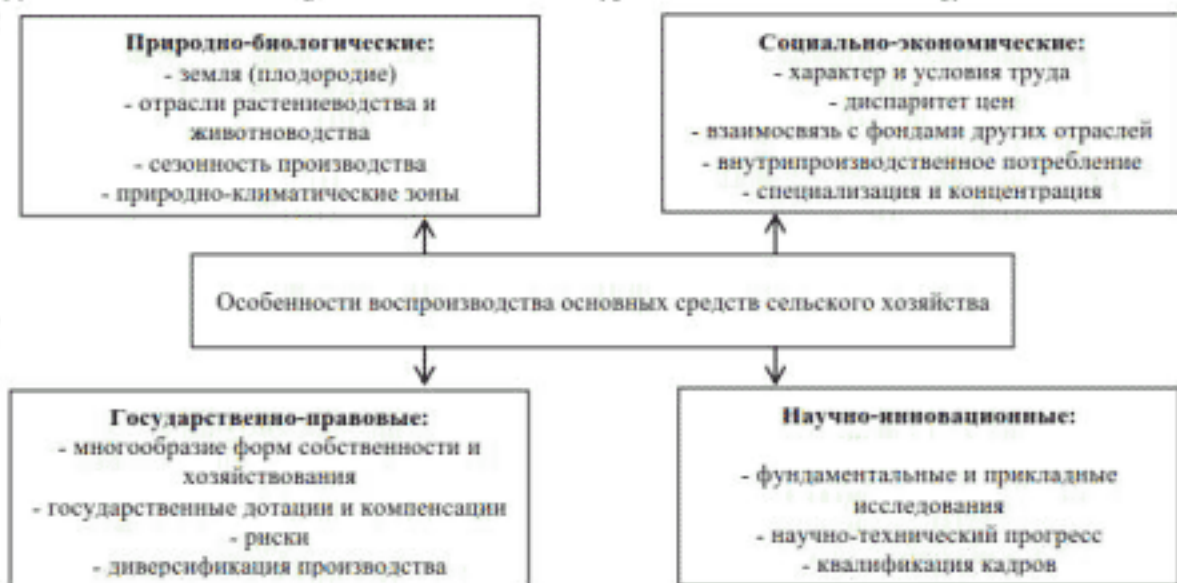 Природно-биологические:
- земля (плодородие)
- отрасли растениеводства и
животноводства
- сезонность производства
- природно-климатические зоны
Социально-экономические:
- характер и условия труда
- диспаритет цен
- взаимосвязь с фондами других отраслей
- внутрипроизводственное потребление
- специализация и концентрация
Особенности воспроизводства основных средств сельского хозяйства
Государственно-правовые:
- многообразие форм собственности и
хозяйствования
- государственные дотации и компенсации
- риски
- диверсификация производства
Научно-инновационные:
- фундаментальные и прикладные
исследования
- научно-технический прогресс
- квалификация кадров